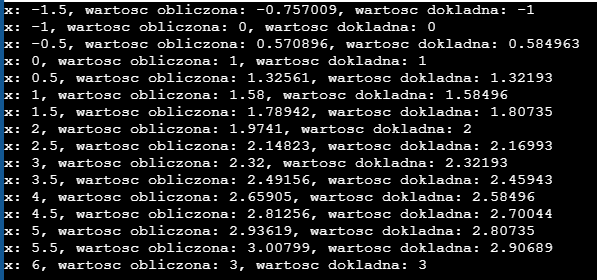 x: -1.5, wartosc obliczona: -0.757009, wartosc dokladna: -1
x: -1, wartosc obliczona: 0, wartosc dokladna: 0
x: -0.5, wartosc obliczona: 0.570896, wartosc dokladna: 0.584963
x: 0, wartosc obliczona: 1, wartosc dokladna: 1
x: 0.5, wartosc obliczona: 1.32561, wartosc dokladna: 1.32193
x: 1, wartosc obliczona: 1.58, wartosc dokladna: 1.58496
x: 1.5, wartosc obliczona: 1.78942, wartosc dokladna: 1.80735
x: 2, wartosc obliczona: 1.9741, wartosc dokladna: 2
x: 2.5, wartosc obliczona: 2.14823, wartosc dokladna: 2.16993
x: 3, wartosc obliczona: 2.32, wartosc dokladna: 2.32193
x: 3.5, wartosc obliczona: 2.49156, wartosc dokladna: 2.45943
x: 4, wartosc obliczona: 2.65905, wartosc dokladna: 2.58496
x: 4.5, wartosc obliczona: 2.81256, wartosc dokladna: 2.70044
x: 5, wartosc obliczona: 2.93619, wartosc dokladna: 2.80735
x: 5.5, wartosc obliczona: 3.00799, wartosc dokladna: 2.90689
x: 6, wartosc obliczona: 3, wartosc dokladna: 3